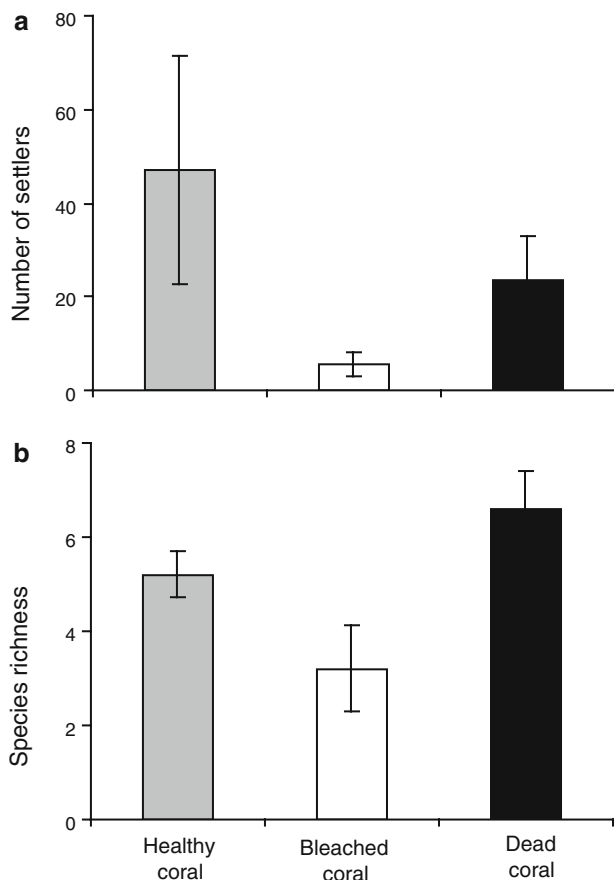 a
Number of settlers
80
60
40
20
0
b
Species richness
8
6
4
2
0
Healthy
coral
Bleached
coral
Dead
coral